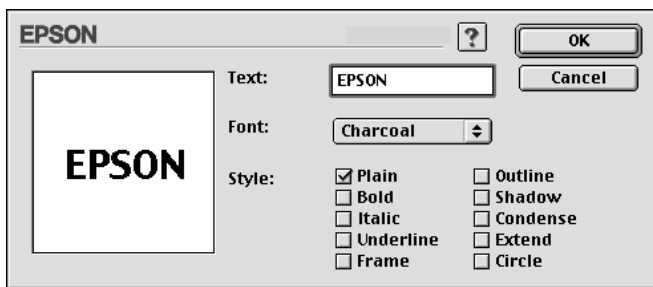 EPSON
?
OK
Cancel
Text:
EPSON
Font:
Charcoal
EPSON
Style:
Plain
Bold
Italic
Underline
Frame
Outline
Shadow
Condense
Extend
Circle